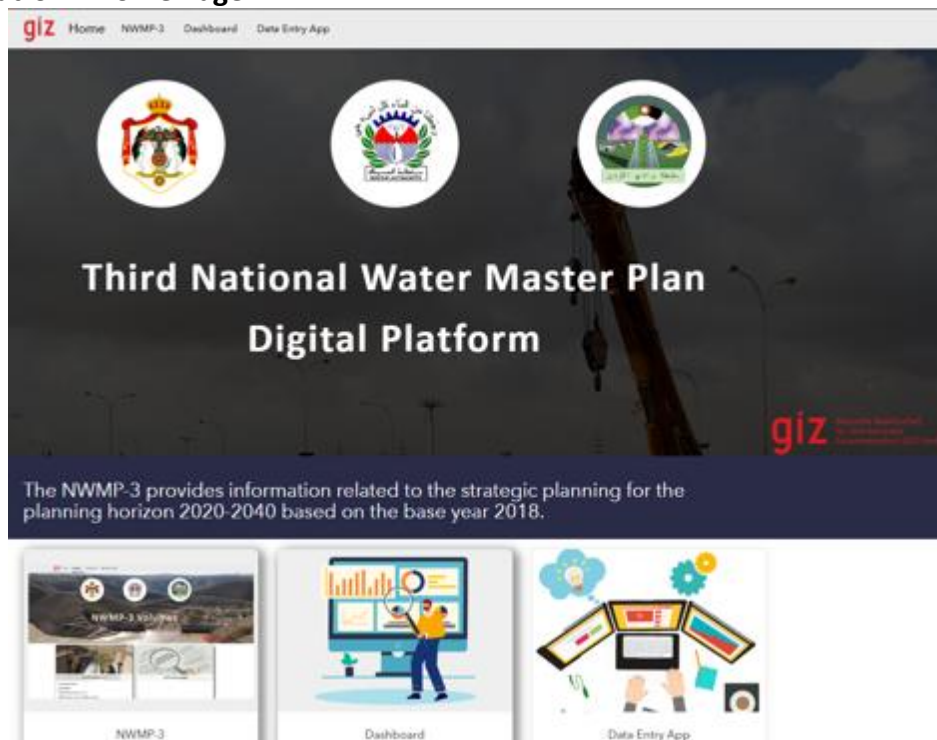 giz Home NWMP-3 Dashboard Data Entry App
Third National Water Master Plan
Digital Platform
giz
The NWMP-3 provides information related to the strategic planning for the
planning horizon 2020-2040 based on the base year 2018.
NWMP-3 Volumes
NWMP-3 Dashboard Data Entry App